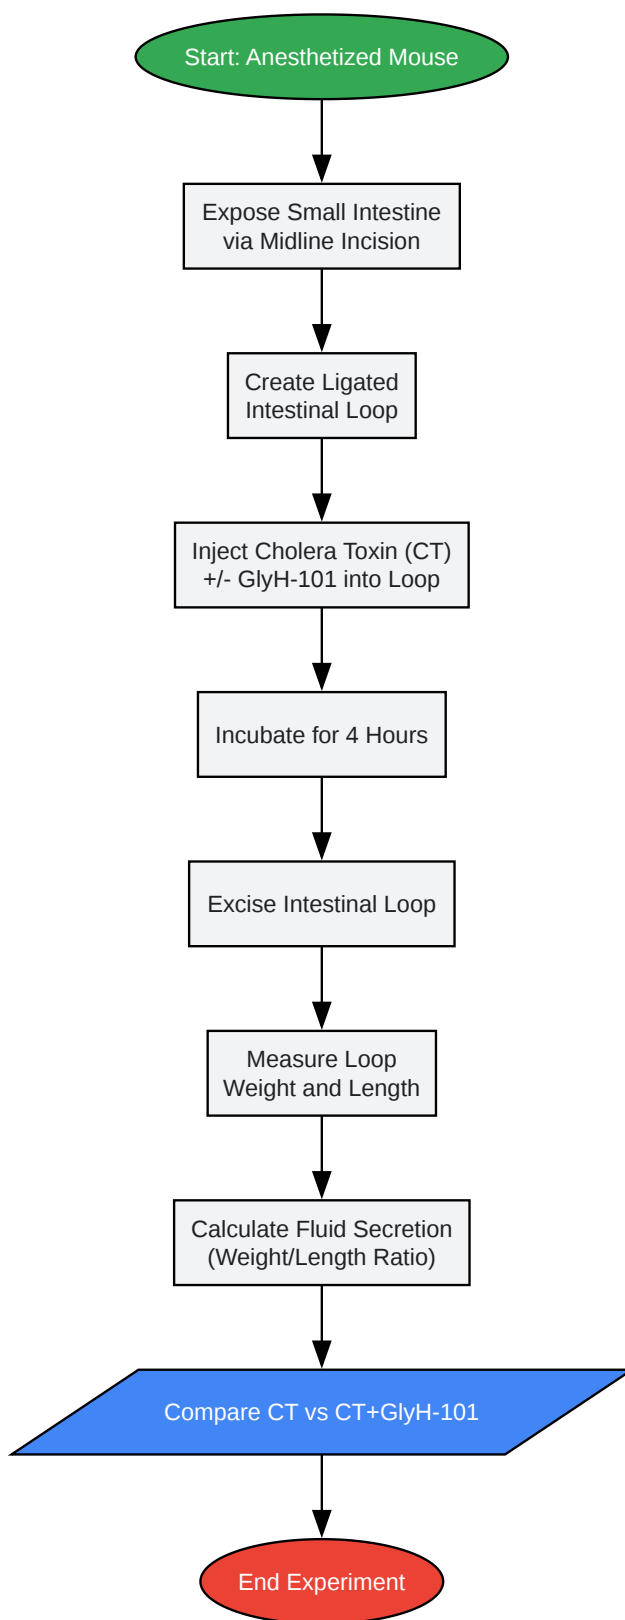 Start: Anesthetized Mouse
Expose Small Intestine
via Midline Incision
Create Ligated
Intestinal Loop
Inject Cholera Toxin (CT)
+/- GlyH-101 into Loop
Incubate for 4 Hours
Excise Intestinal Loop
Measure Loop
Weight and Length
Calculate Fluid Secretion
(Weight/Length Ratio)
Compare CT vs CT+GlyH-101
End Experiment